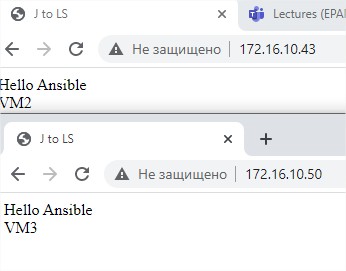 J to LS
Lectures (EPAM
Не защищено 172.16.10.43
Hello Ansible
VM2
J to LS
Не защищено 172.16.10.50
Hello Ansible
VM3